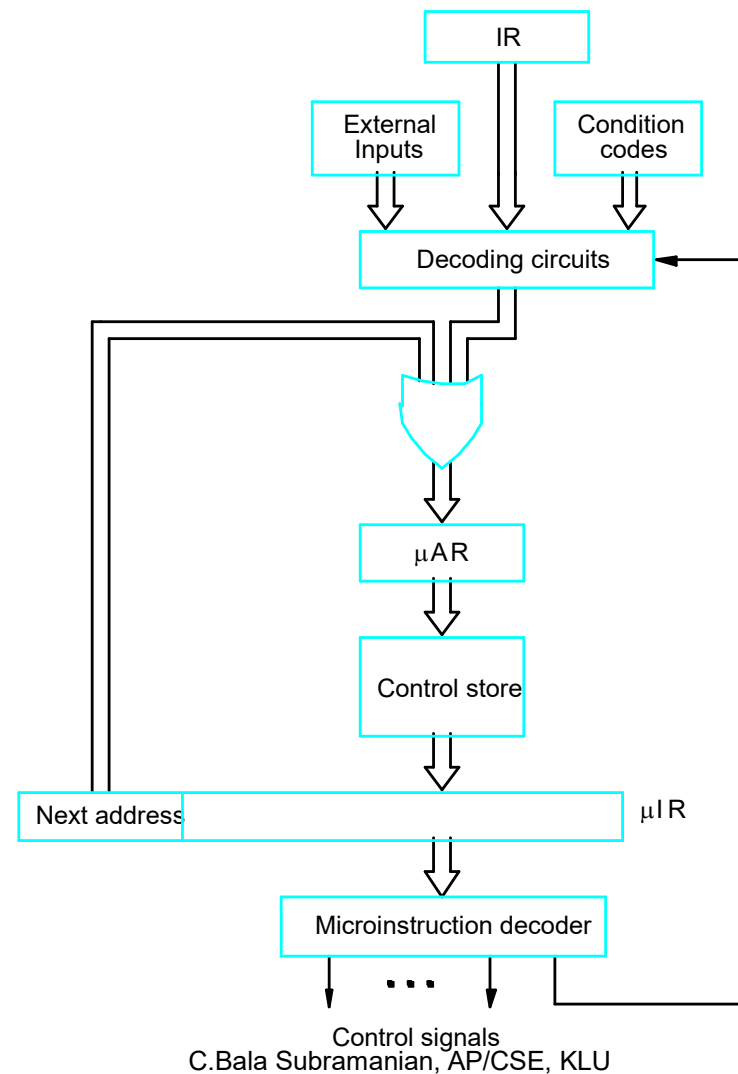 IR
External
Inputs
Condition
codes
Decoding circuits
μAR
Control store
Next address
μIR
Microinstruction decoder
...
Control signals
C.Bala Subramanian, AP/CSE, KLU